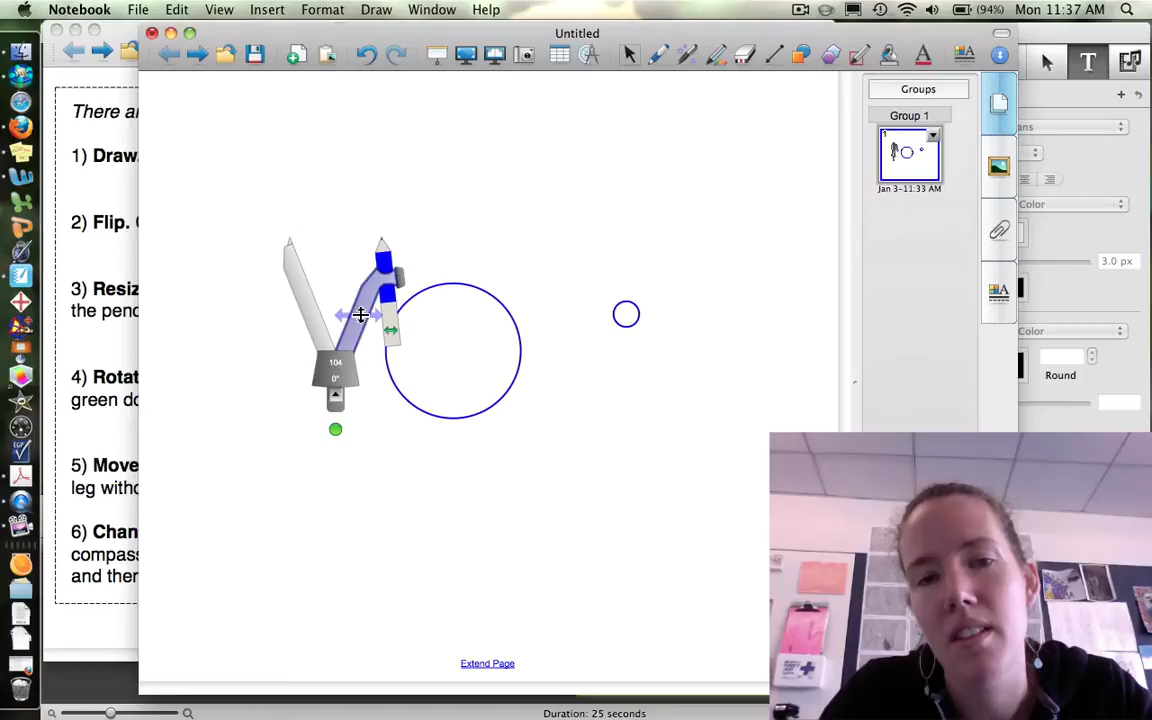 Notebook File Edit View Insert Format Draw Window Help (94%) Mon 11:37 AM
Untitled
Groups
Group 1
1
Jan 3-11:33 AM
There
1) Draw.
2) Flip.
3) Resiz
the penc
4) Rotat
green do
5) Move
leg witho
6) Chan
compass
and then
104
0°
Extend Page
T
ans
Color
3.0 px
Color
Round
Duration: 25 seconds